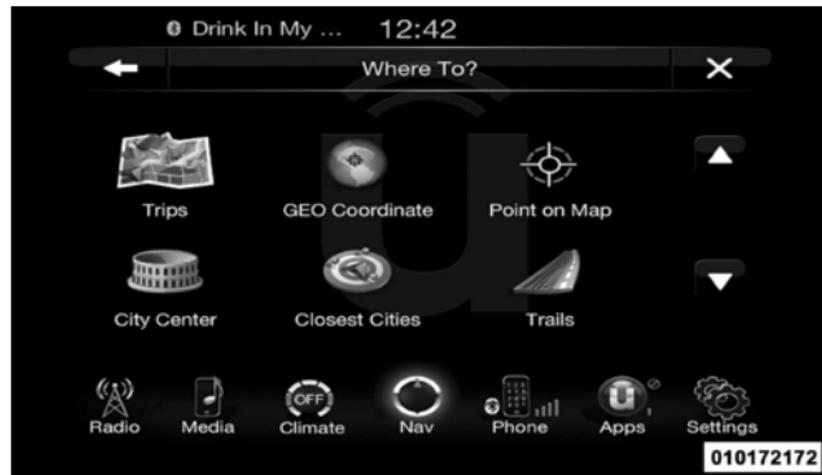 Drink In My ... 12:42
Where To?
Trips GEO Coordinate Point on Map
City Center Closest Cities Trails
OFF
Radio Media Climate Nav Phone Apps Settings
010172172